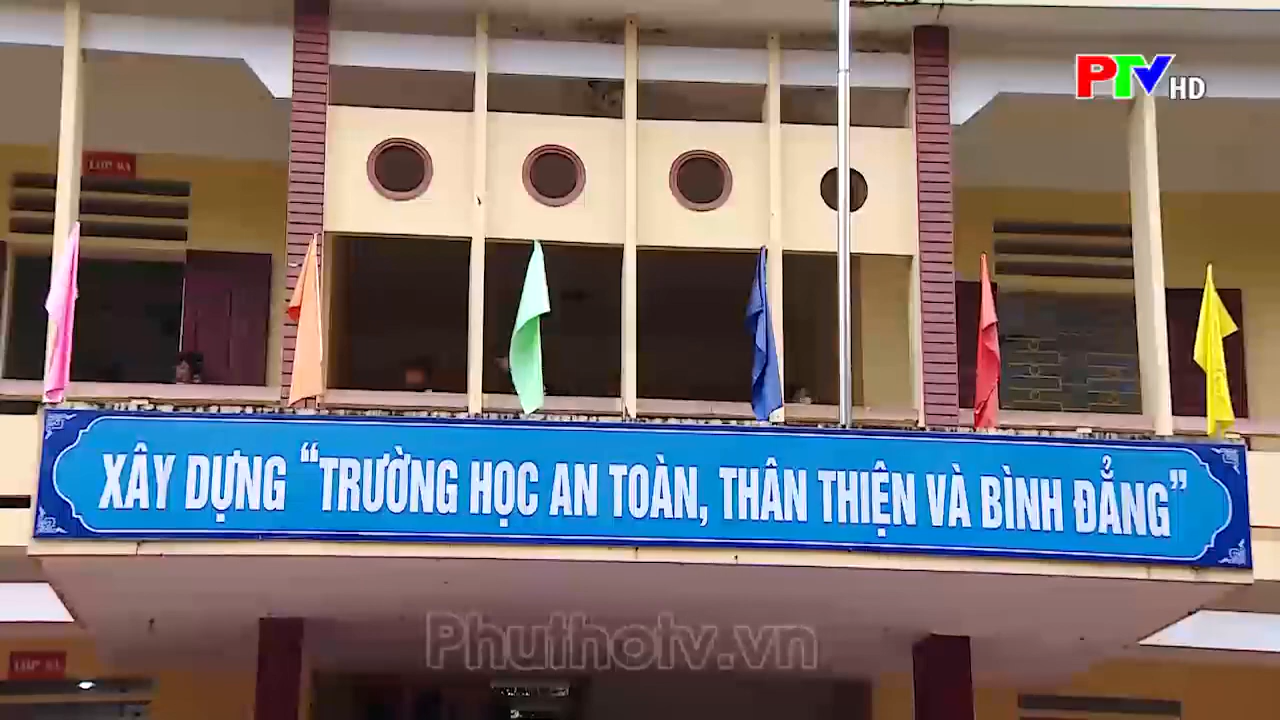 PTV HD
XÂY DỰNG “TRƯỜNG HỌC AN TOÀN, THÂN THIỆN VÀ BÌNH ĐẲNG”
Phuthotv.vn